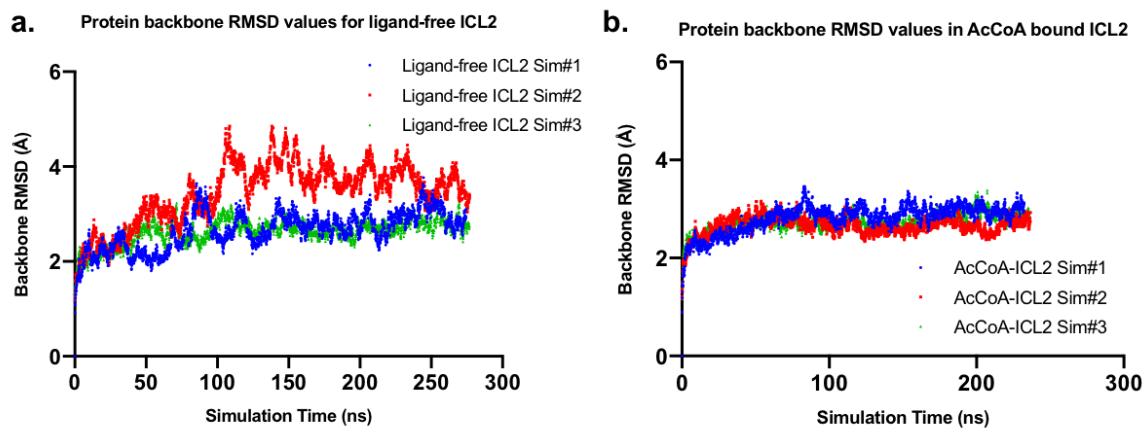 a.
Protein backbone RMSD values for ligand-free ICL2
Ligand-free ICL2 Sim#1
Ligand-free ICL2 Sim#2
Ligand-free ICL2 Sim#3
Backbone RMSD (Å)
6
4
2
0
0 50 100 150 200 250 300
Simulation Time (ns)
b.
Protein backbone RMSD values in AcCoA bound ICL2
Backbone RMSD (Å)
6
4
2
0
AcCoA-ICL2 Sim#1
AcCoA-ICL2 Sim#2
AcCoA-ICL2 Sim#3
0 100 200 300
Simulation Time (ns)